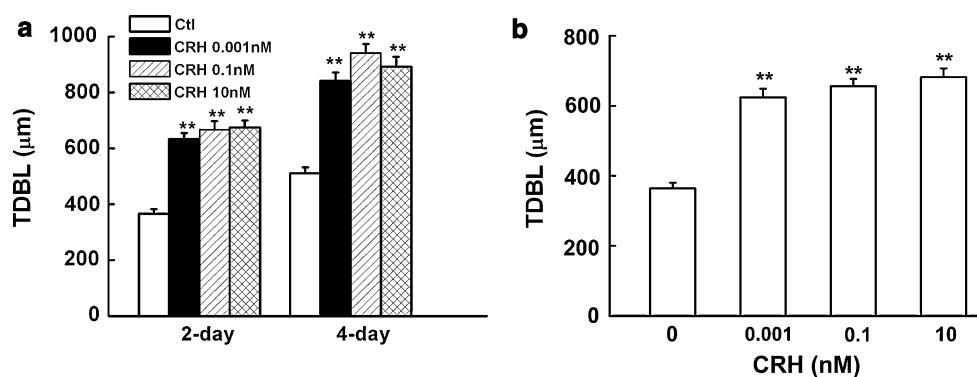 a
Ctl
CRH 0.001nM
CRH 0.1nM
CRH 10nM
TDBL (μm)
1000
800
600
400
200
0
** ** **
** ** **
2-day
4-day
b
TDBL (μm)
800
600
400
200
0
** ** **
0 0.001 0.1 10
CRH (nM)